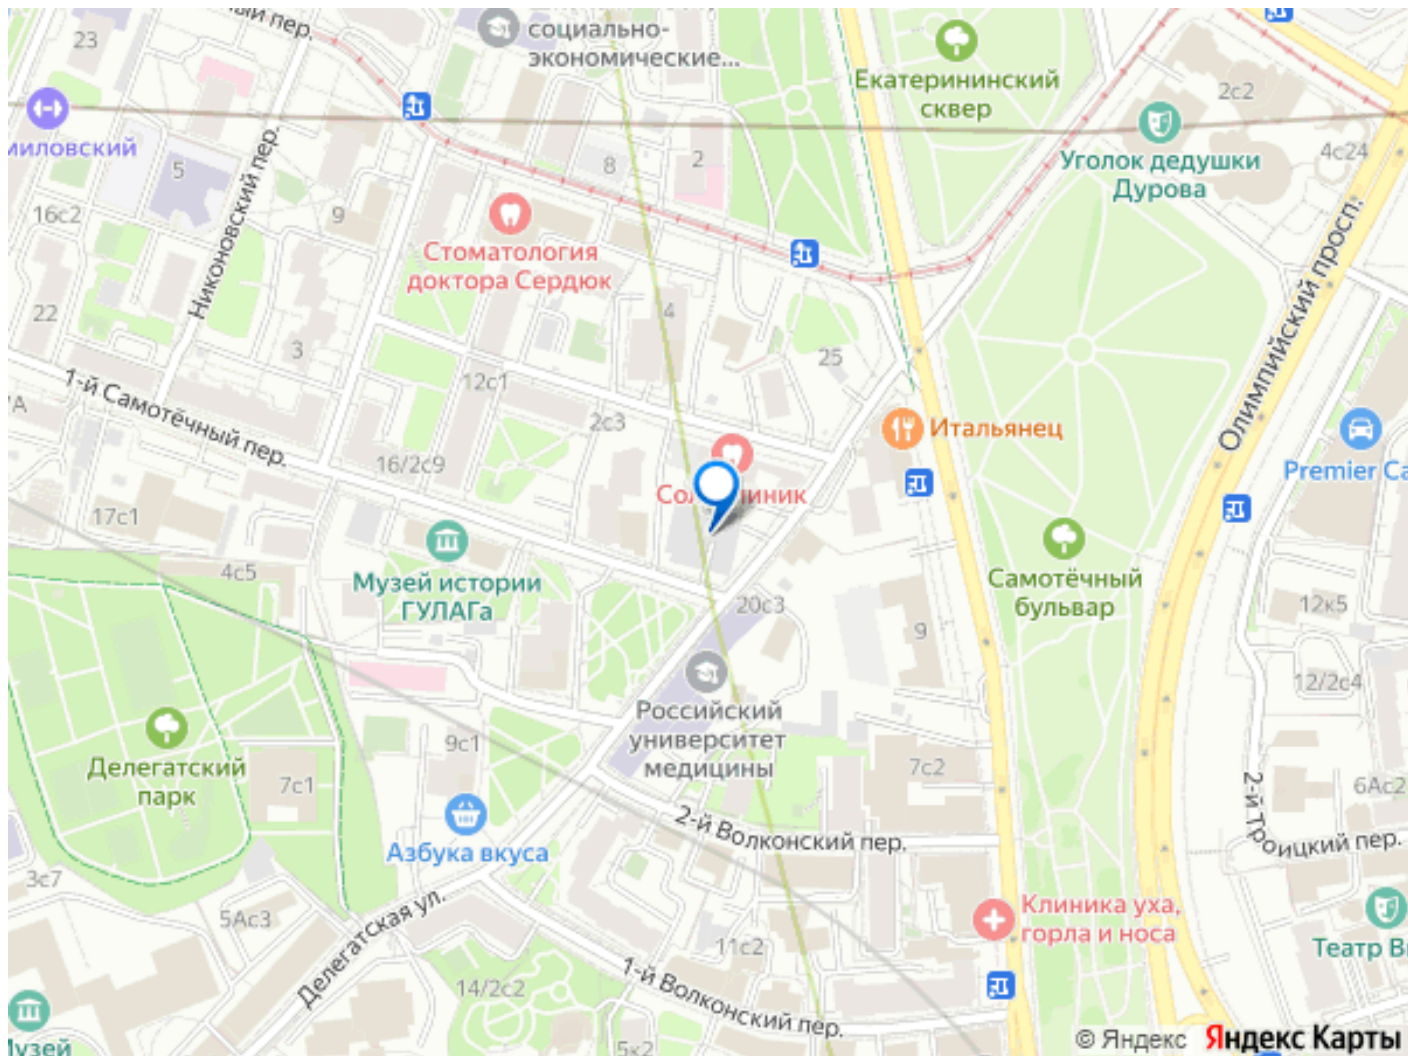 социально-
экономические...
23
Екатерининский
сквер
2с2
миловский
Уголок дедушки
Дурова
4с24
5
8
2
16с2
9
Никоновский пер.
Стоматология
доктора Сердюк
Олимпийский просп.
22
4
3
25
1-й Самотёчный пер.
12с1
2с3
Итальянец
16/2с9
Premier Ca
17с1
Музей истории
ГУЛАГа
4с5
Самотёчный
бульвар
20с3
12к5
9
12/2с4
Российский
университет
медицины
9с1
7с2
Делегатский
парк
7с1
6Ас2
2-й Троицкий пер.
2-й Волконский пер.
Азбука вкуса
3с7
5Ас3
Делегатская ул.
Клиника уха,
горла и носа
11с2
Театр В
14/2с2
1-й Волконский пер.
5к2
© Яндекс Яндекс Карты